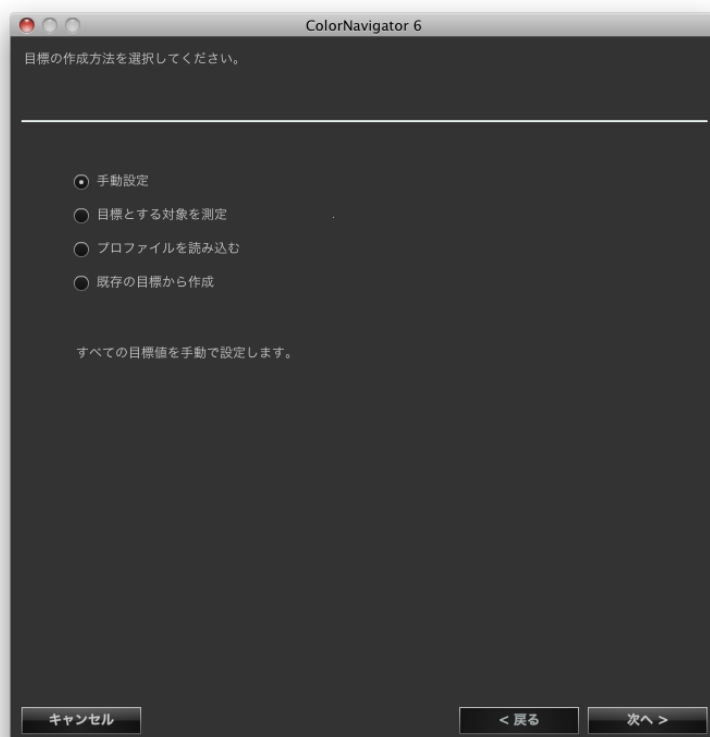 ColorNavigator 6
目標の作成方法を選択してください。
手動設定
目標とする対象を測定
プロファイルを読み込む
既存の目標から作成
すべての目標値を手動で設定します。
キャンセル
< 戻る
次へ >